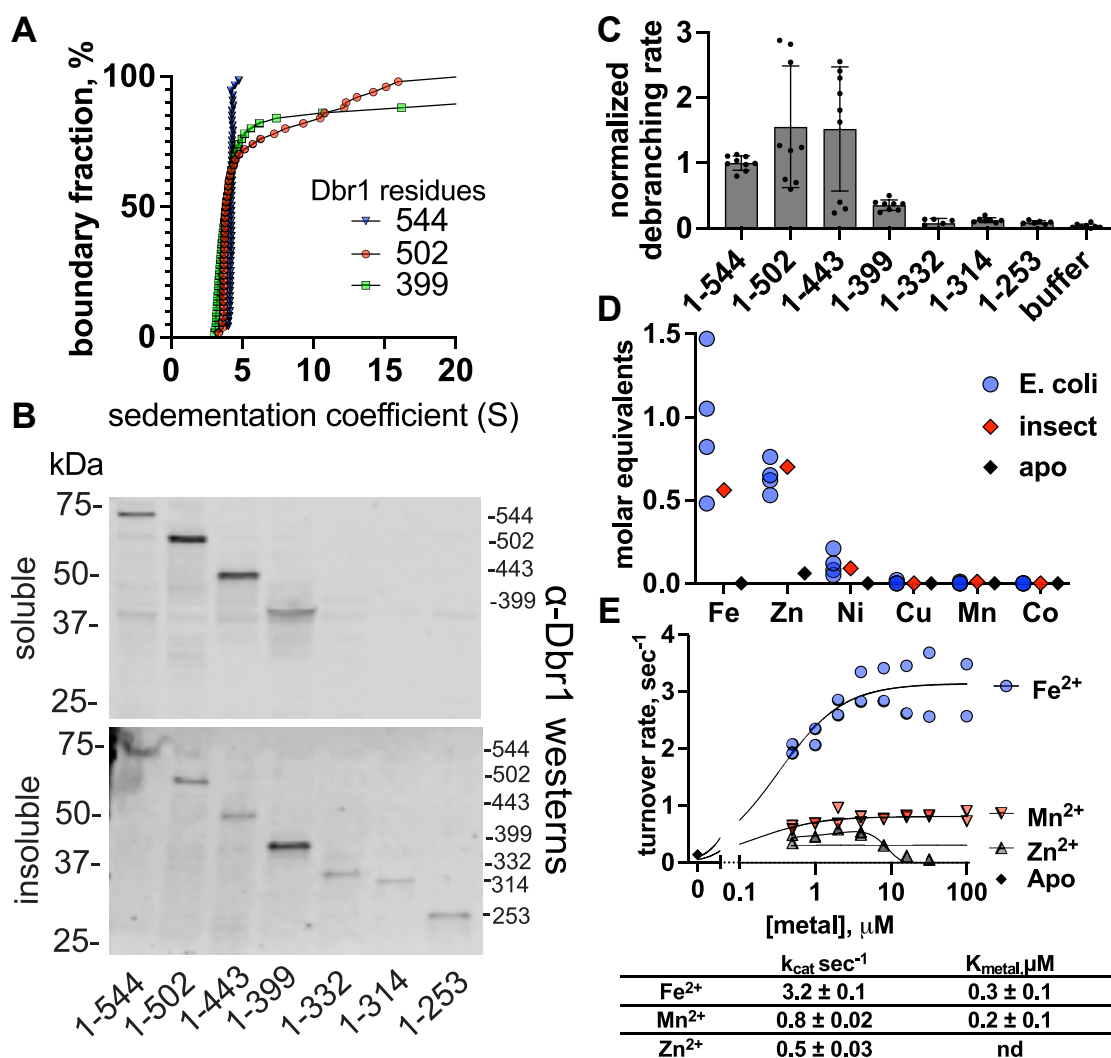 A
boundary fraction, %
100
50
0
0 5 10 15 20
sedementation coefficient (S)
Dbr1 residues
544
502
399
B
kDa
soluble
75-
50-
37-
25-
-544
-502
-443
-399
insoluble
75-
50-
37-
25-
-544
-502
-443
-399
-332
-314
-253
α-Dbr1 westerns
1-544 1-502 1-443 1-399 1-332 1-314 1-253
C
normalized
debranching rate
3
2
1
0
1-544 1-502 1-443 1-399 1-332 1-314 1-253 buffer
D
molar equivalents
1.5
1.0
0.5
0.0
E. coli
insect
apo
Fe Zn Ni Cu Mn Co
E
turnover rate, sec-1
4
3
2
1
0
Fe2+
Mn2+
Zn2+
Apo
0 0.1 1 10 100
[metal], µM
kcat sec-1 Kmetal,µM
Fe2+ 3.2 ± 0.1 0.3 ± 0.1
Mn2+ 0.8 ± 0.02 0.2 ± 0.1
Zn2+ 0.5 ± 0.03 nd